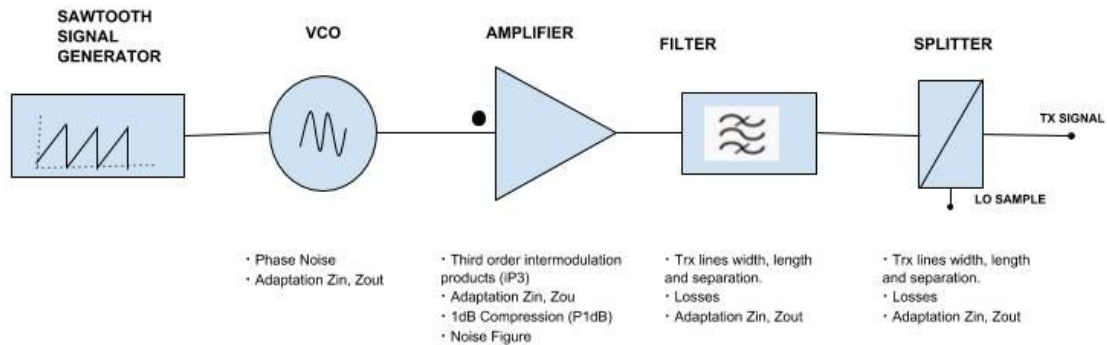 SAWTOOTH
SIGNAL
GENERATOR
VCO
AMPLIFIER
FILTER
SPLITTER
TX SIGNAL
LO SAMPLE
· Phase Noise
· Adaptation Zin, Zout
· Third order intermodulation
products (iP3)
· Adaptation Zin, Zou
· 1dB Compression (P1dB)
· Noise Figure
· Trx lines width, length
and separation.
· Losses
· Adaptation Zin, Zout
· Trx lines width, length
and separation.
· Losses
· Adaptation Zin, Zout